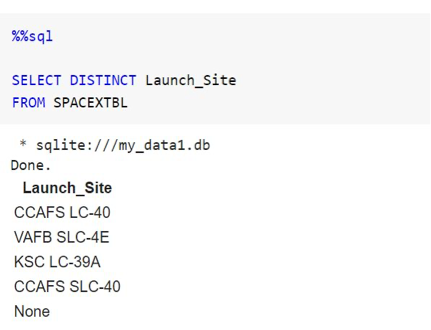 %%sql
SELECT DISTINCT Launch_Site
FROM SPACEXTBL
* sqlite:///my_data1.db
Done.
Launch_Site
CCAFS LC-40
VAFB SLC-4E
KSC LC-39A
CCAFS SLC-40
None